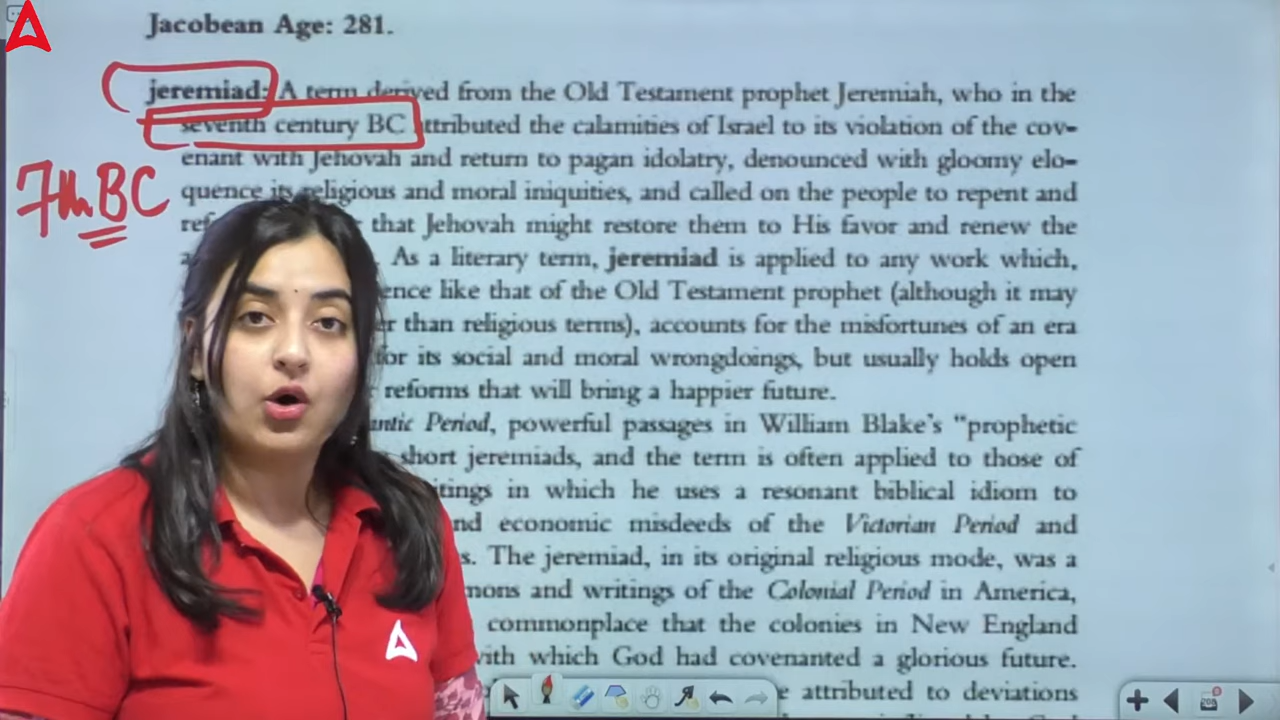 Jacobean Age: 281.
jeremiad: A term derived from the Old Testament prophet Jeremiah, who in the
seventh century BC attributed the calamities of Israel to its violation of the cov-
enant with Jehovah and return to pagan idolatry, denounced with gloomy elo-
7th BC
quence its religious and moral iniquities, and called on the people to repent and
that Jehovah might restore them to His favor and renew the
As a literary term, jeremiad is applied to any work which,
ence like that of the Old Testament prophet (although it may
er than religious terms), accounts for the misfortunes of an era
for its social and moral wrongdoings, but usually holds open
reforms that will bring a happier future.
antic Period, powerful passages in William Blake's "prophetic
short jeremiads, and the term is often applied to those of
itings in which he uses a resonant biblical idiom to
nd economic misdeeds of the Victorian Period and
s. The jeremiad, in its original religious mode, was a
mons and writings of the Colonial Period in America,
commonplace that the colonies in New England
with which God had covenanted a glorious future.
e attributed to deviations